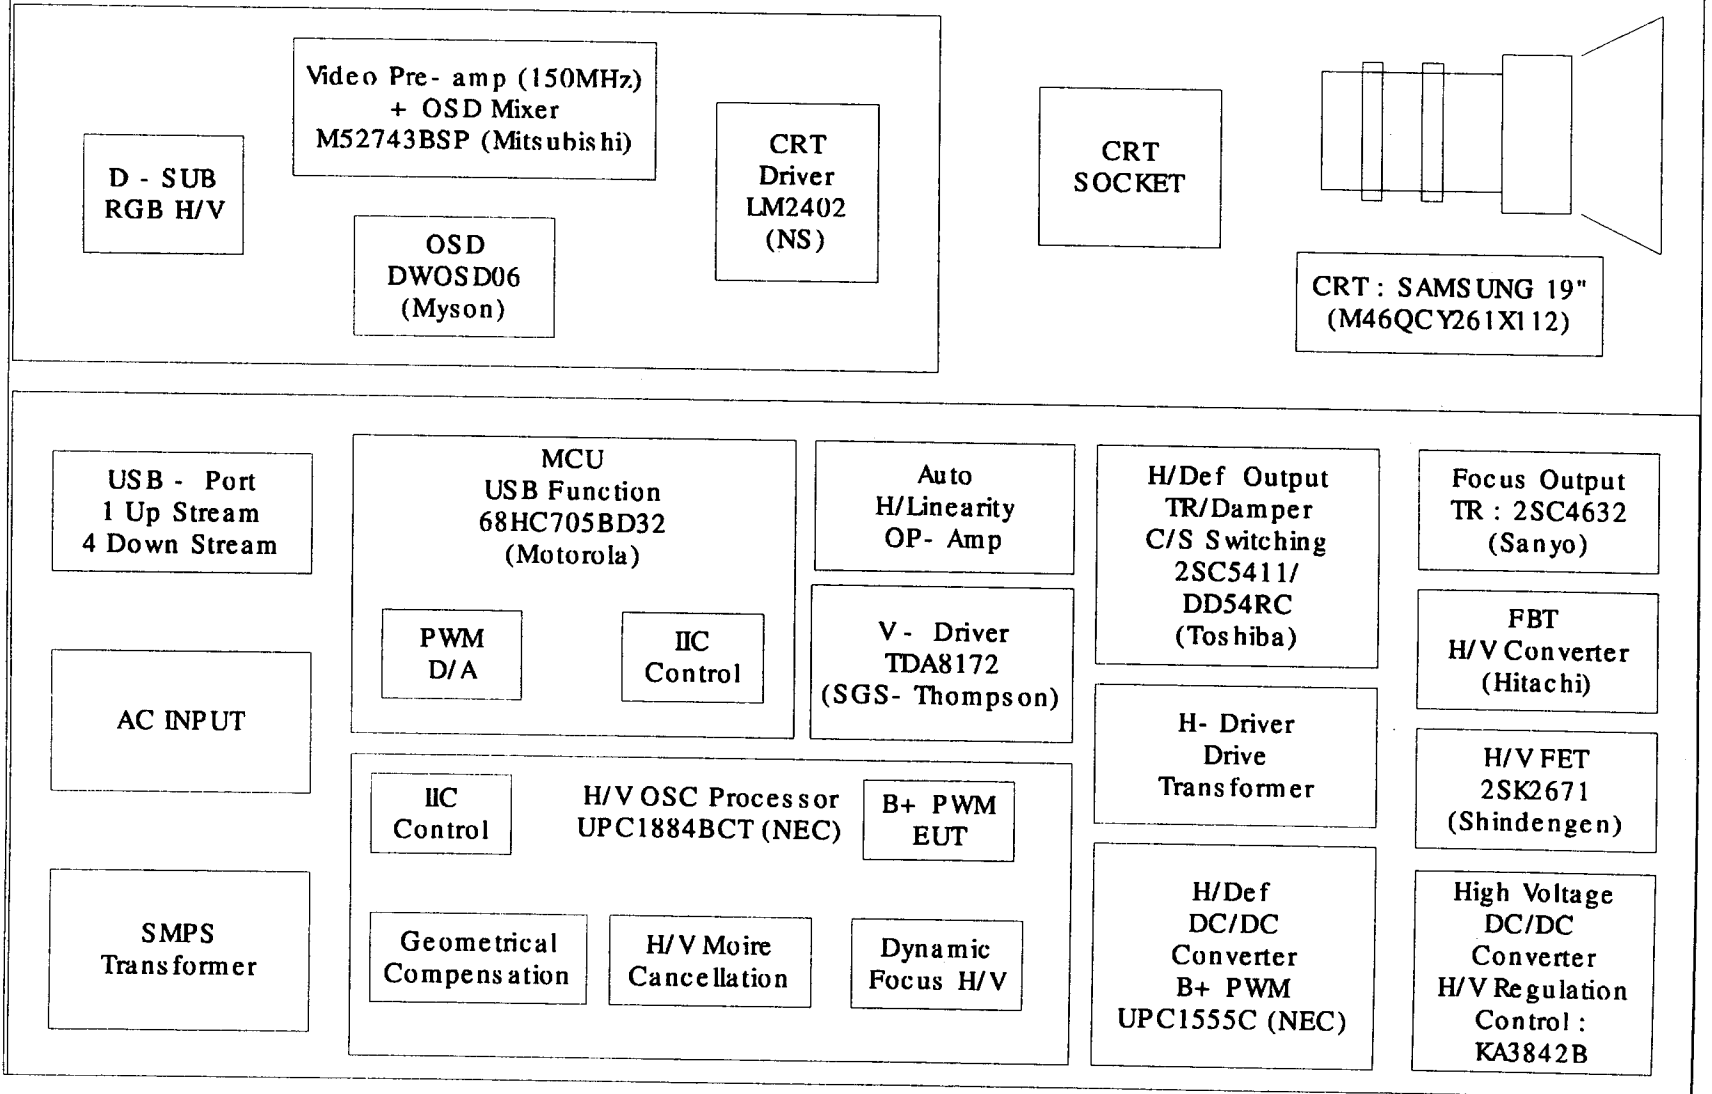 D - SUB
RGB H/V
Video Pre- amp (150MHz)
+ OSD Mixer
M52743BSP (Mitsubishi)
OSD
DWOSD06
(Myson)
CRT
Driver
LM2402
(NS)
CRT
SOCKET
CRT : SAMSUNG 19"
(M46QCY261X112)
USB - Port
1 Up Stream
4 Down Stream
AC INPUT
SMPS
Transformer
MCU
USB Function
68HC705BD32
(Motorola)
PWM
D/A
IIC
Control
Auto
H/Linearity
OP- Amp
V- Driver
TDA8172
(SGS- Thompson)
IIC
Control
H/V OSC Processor
UPC1884BCT (NEC)
B+ PWM
EUT
Geometrical
Compensation
H/V Moire
Cancellation
Dynamic
Focus H/V
H/Def Output
TR/Damper
C/S Switching
2SC5411/
DD54RC
(Toshiba)
H- Driver
Drive
Transformer
H/Def
DC/DC
Converter
B+ PWM
UPC1555C (NEC)
Focus Output
TR : 2SC4632
(Sanyo)
FBT
H/V Converter
(Hitachi)
H/V FET
2SK2671
(Shindengen)
High Voltage
DC/DC
Converter
H/V Regulation
Control :
KA3842B